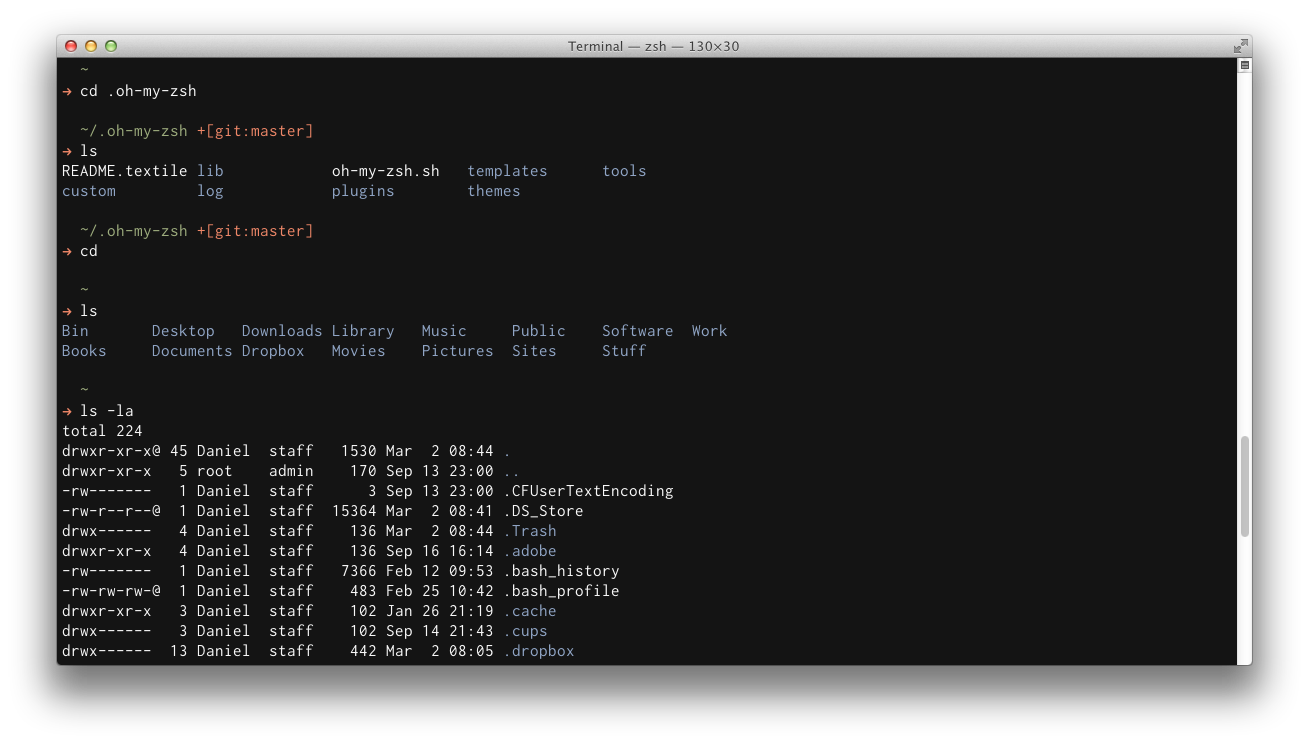 Terminal — zsh — 130×30
~
➜ cd .oh-my-zsh
~/.oh-my-zsh +[git:master]
➜ ls
README.textile lib            oh-my-zsh.sh   templates      tools
custom         log            plugins        themes
~/.oh-my-zsh +[git:master]
➜ cd
~
➜ ls
Bin       Desktop   Downloads Library   Music     Public    Software  Work
Books     Documents Dropbox   Movies    Pictures  Sites     Stuff
~
➜ ls -la
total 224
drwxr-xr-x@ 45 Daniel  staff   1530 Mar  2 08:44 .
drwxr-xr-x   5 root    admin    170 Sep 13 23:00 ..
-rw-------   1 Daniel  staff      3 Sep 13 23:00 .CFUserTextEncoding
-rw-r--r--@  1 Daniel  staff  15364 Mar  2 08:41 .DS_Store
drwx------   4 Daniel  staff    136 Mar  2 08:44 .Trash
drwxr-xr-x   4 Daniel  staff    136 Sep 16 16:14 .adobe
-rw-------   1 Daniel  staff   7366 Feb 12 09:53 .bash_history
-rw-rw-rw-@  1 Daniel  staff    483 Feb 25 10:42 .bash_profile
drwxr-xr-x   3 Daniel  staff    102 Jan 26 21:19 .cache
drwx------   3 Daniel  staff    102 Sep 14 21:43 .cups
drwx------  13 Daniel  staff    442 Mar  2 08:05 .dropbox